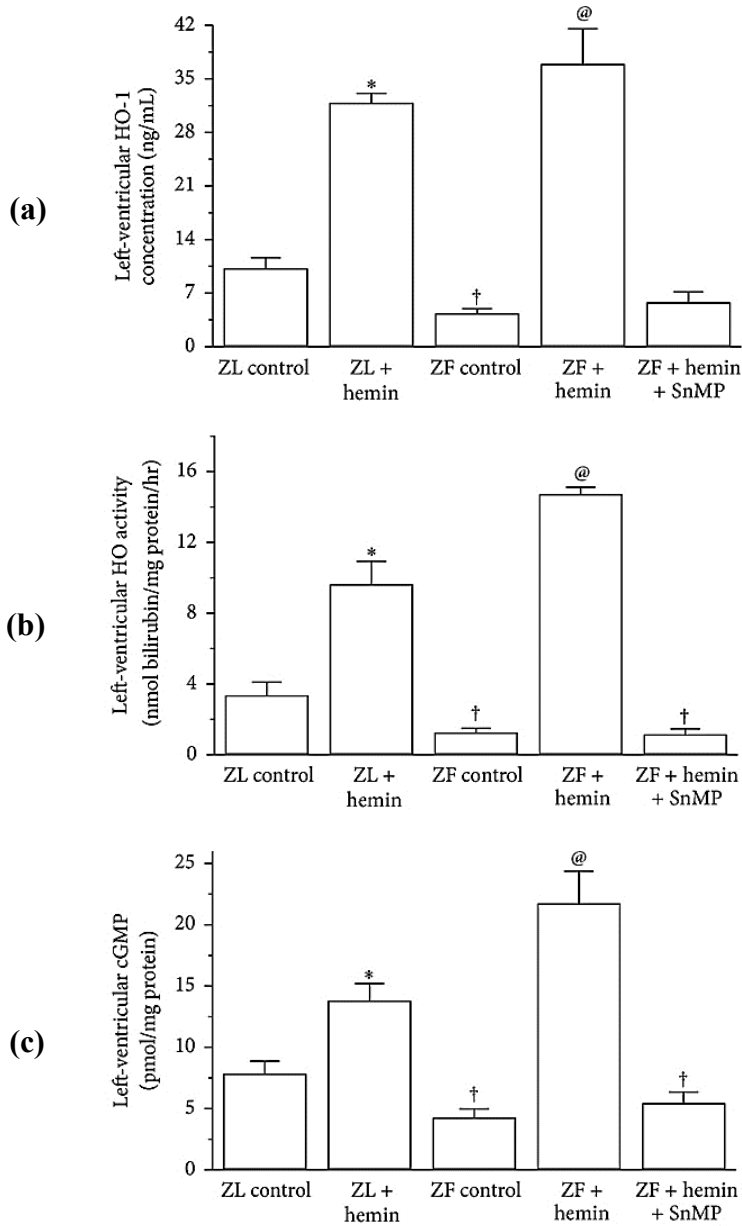 (a)
Left-ventricular HO-1
concentration (ng/mL)
42
35
28
21
14
7
0
*
†
@
ZL control
ZL +
hemin
ZF control
ZF +
hemin
ZF + hemin
+ SnMP
(b)
Left-ventricular HO activity
(nmol bilirubin/mg protein/hr)
16
12
8
4
0
*
†
@
†
ZL control
ZL +
hemin
ZF control
ZF +
hemin
ZF + hemin
+ SnMP
(c)
Left-ventricular cGMP
(pmol/mg protein)
25
20
15
10
5
0
*
†
@
†
ZL control
ZL +
hemin
ZF control
ZF +
hemin
ZF + hemin
+ SnMP